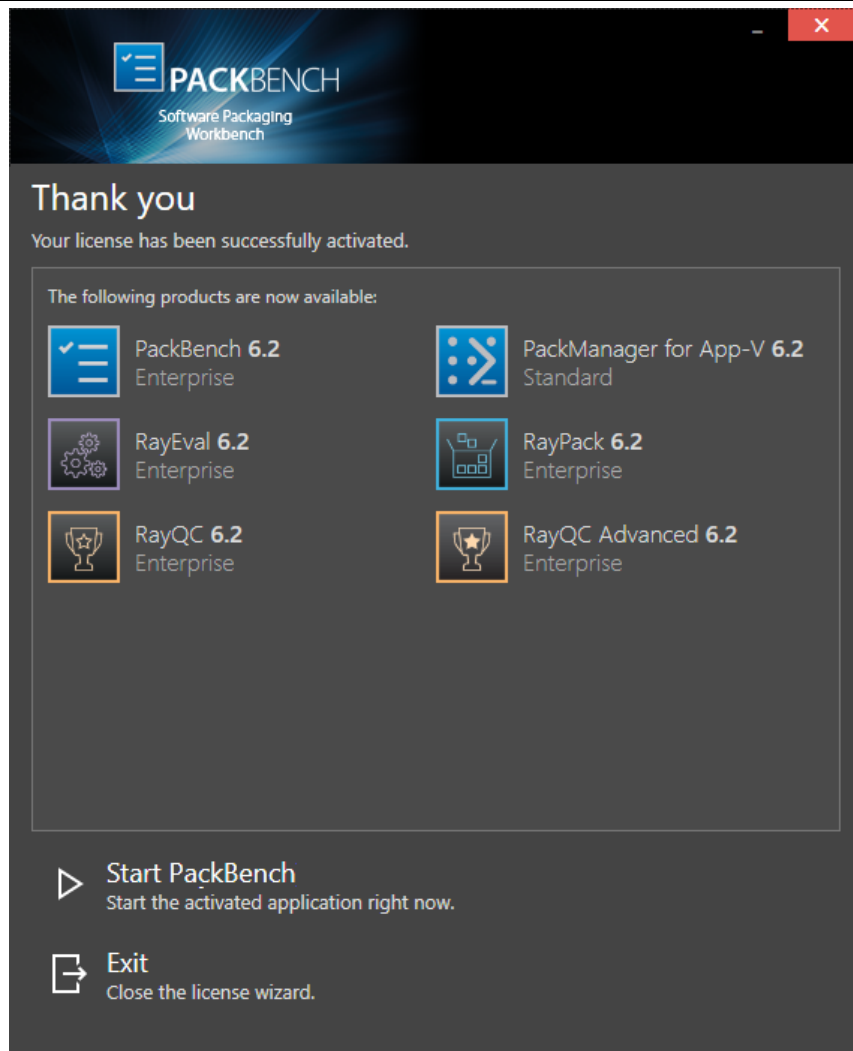 PACKBENCH
Software Packaging
Workbench
Thank you
Your license has been successfully activated.
The following products are now available:
PackBench 6.2
Enterprise
PackManager for App-V 6.2
Standard
RayEval 6.2
Enterprise
RayPack 6.2
Enterprise
RayQC 6.2
Enterprise
RayQC Advanced 6.2
Enterprise
Start PackBench
Start the activated application right now.
Exit
Close the license wizard.